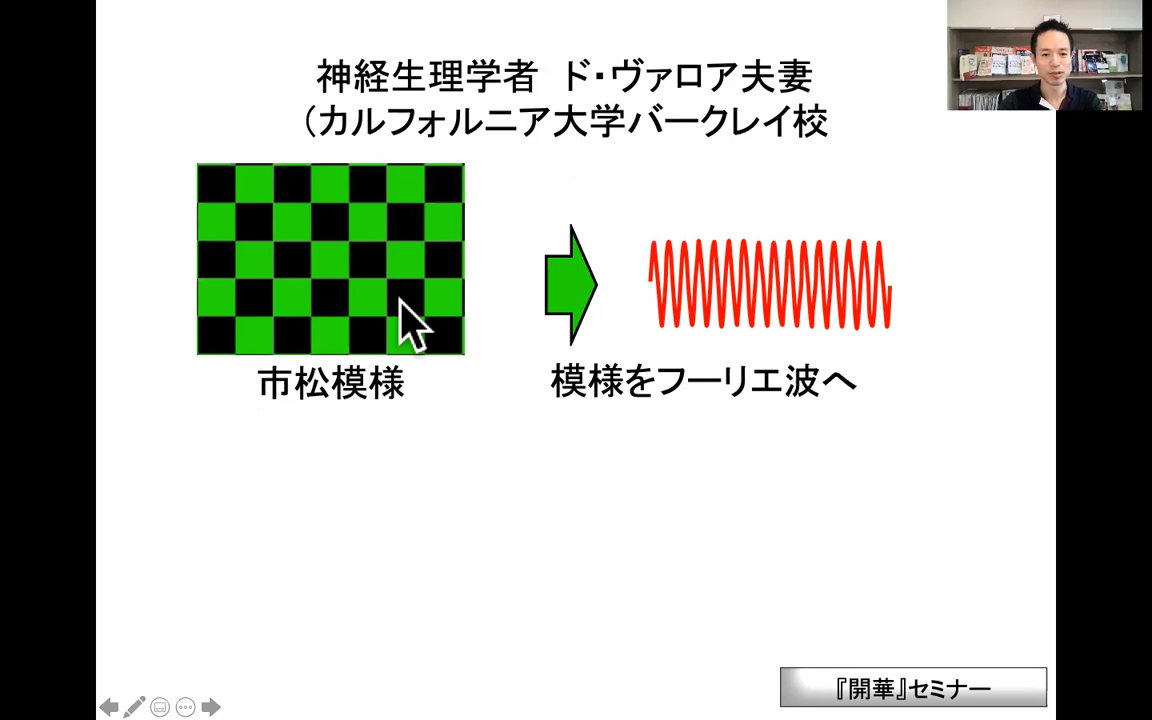 神経生理学者　ド・ヴァロア夫妻
（カルフォルニア大学バークレイ校
市松模様
模様をフーリエ波へ
『開華』セミナー